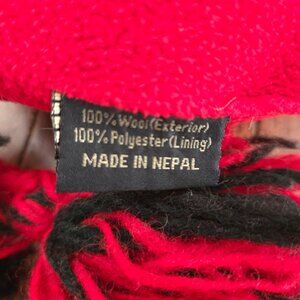 100% Wool(Exterior)
100% Polyester(Lining)
MADE IN NEPAL